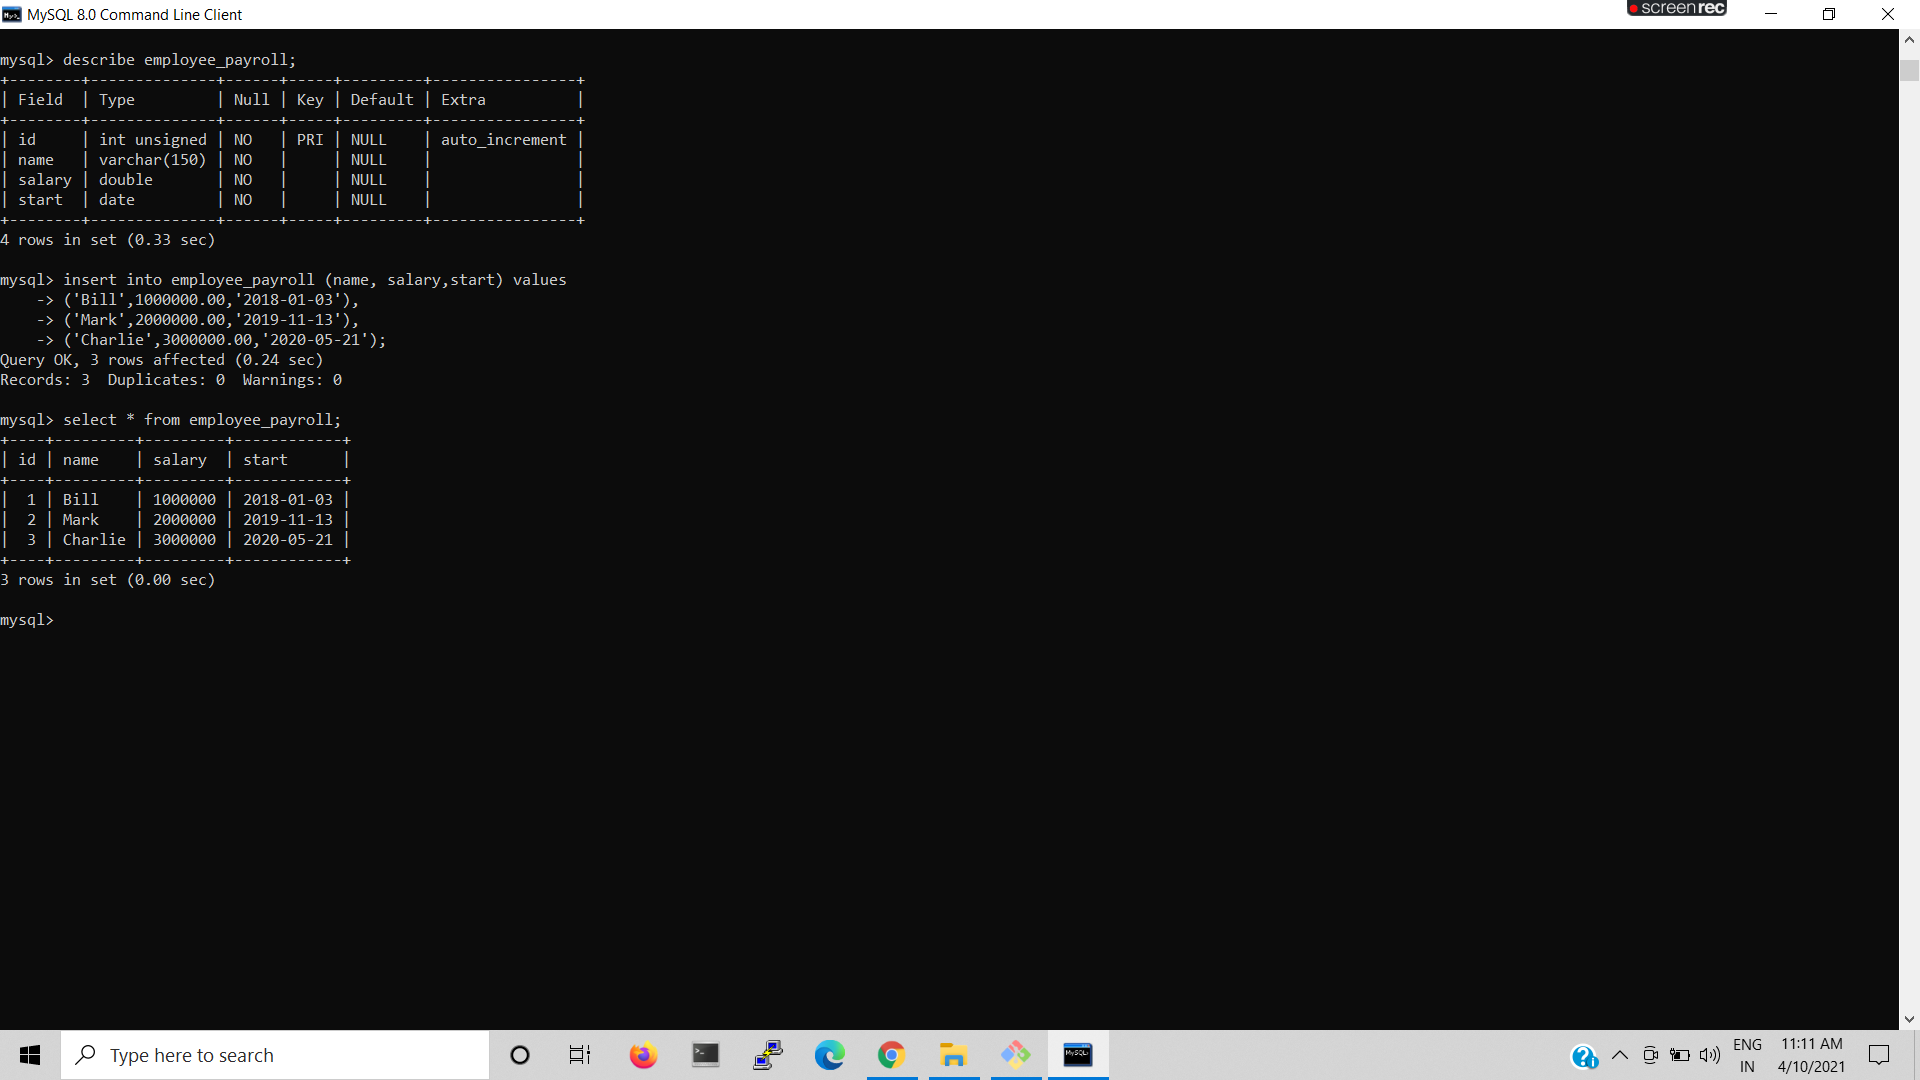 MySQL 8.0 Command Line Client
screenrec
mysql> describe employee_payroll;
+--------+--------------+------+-----+---------+----------------+
| Field  | Type         | Null | Key | Default | Extra          |
+--------+--------------+------+-----+---------+----------------+
| id     | int unsigned | NO   | PRI | NULL    | auto_increment |
| name   | varchar(150) | NO   |     | NULL    |                |
| salary | double       | NO   |     | NULL    |                |
| start  | date         | NO   |     | NULL    |                |
+--------+--------------+------+-----+---------+----------------+
4 rows in set (0.33 sec)
mysql> insert into employee_payroll (name, salary,start) values
    -> ('Bill',1000000.00,'2018-01-03'),
    -> ('Mark',2000000.00,'2019-11-13'),
    -> ('Charlie',3000000.00,'2020-05-21');
Query OK, 3 rows affected (0.24 sec)
Records: 3  Duplicates: 0  Warnings: 0
mysql> select * from employee_payroll;
+----+---------+---------+------------+
| id | name    | salary  | start      |
+----+---------+---------+------------+
|  1 | Bill    | 1000000 | 2018-01-03 |
|  2 | Mark    | 2000000 | 2019-11-13 |
|  3 | Charlie | 3000000 | 2020-05-21 |
+----+---------+---------+------------+
3 rows in set (0.00 sec)
mysql>
Type here to search
MySQL
ENG
IN
11:11 AM
4/10/2021